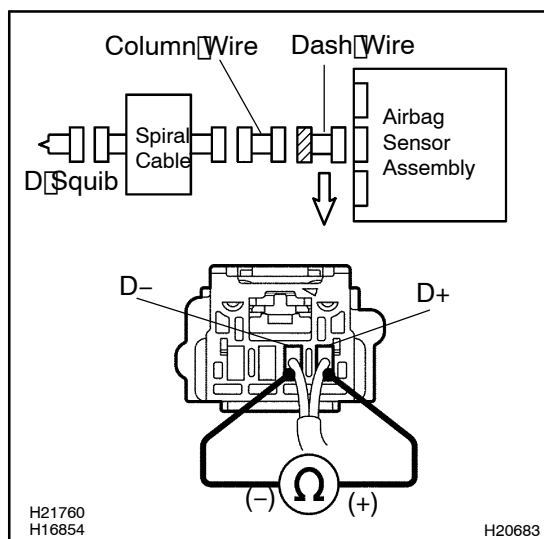 Column▯Wire Dash▯Wire
Spiral
Cable
Airbag
Sensor
Assembly
D▯Squib
D− D+
(−) Ω (+)
H21760
H16854
H20683